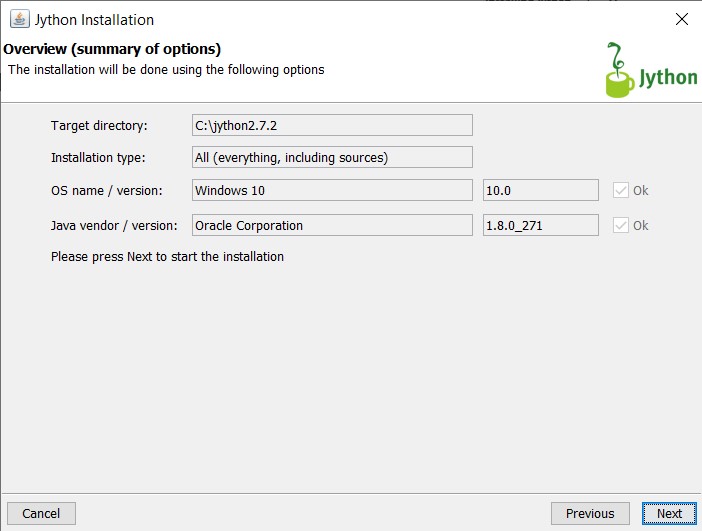 Jython Installation
Overview (summary of options)
The installation will be done using the following options
Jython
Target directory: C:\jython2.7.2
Installation type: All (everything, including sources)
OS name / version: Windows 10 10.0 Ok
Java vendor / version: Oracle Corporation 1.8.0_271 Ok
Please press Next to start the installation
Cancel Previous Next